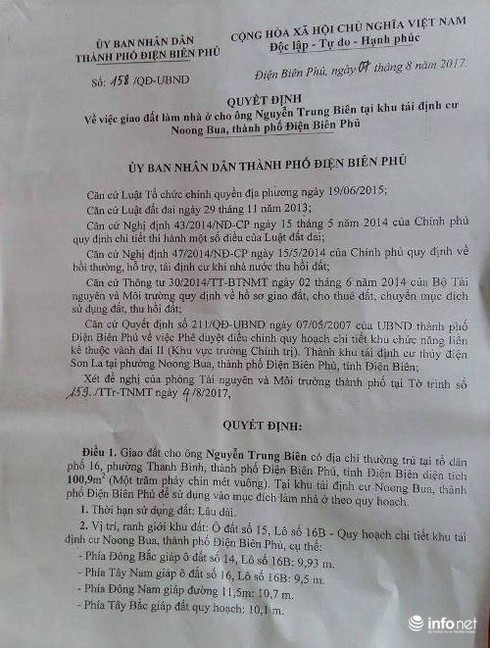 ỦY BAN NHÂN DÂN
THÀNH PHỐ ĐIỆN BIÊN PHỦ
Số: 158 /QĐ-UBND
CỘNG HÒA XÃ HỘI CHỦ NGHĨA VIỆT NAM
Độc lập - Tự do - Hạnh phúc
Điện Biên Phủ, ngày 07 tháng 8 năm 2017.
QUYẾT ĐỊNH
Về việc giao đất làm nhà ở cho ông Nguyễn Trung Biên tại khu tái định cư
Noong Bua, thành phố Điện Biên Phủ
ỦY BAN NHÂN DÂN THÀNH PHỐ ĐIỆN BIÊN PHỦ
Căn cứ Luật Tổ chức chính quyền địa phương ngày 19/06/2015;
Căn cứ Luật đất đai ngày 29 tháng 11 năm 2013;
Căn cứ Nghị định 43/2014/NĐ-CP ngày 15 tháng 5 năm 2014 của Chính phủ
quy định chi tiết thi hành một số điều của Luật đất đai;
Căn cứ Nghị định 47/2014/NĐ-CP ngày 15/5/2014 của Chính phủ quy định về
bồi thường, hỗ trợ, tái định cư khi nhà nước thu hồi đất;
Căn cứ Thông tư 30/2014/TT-BTNMT ngày 02 tháng 6 năm 2014 của Bộ Tài
nguyên và Môi trường quy định về hồ sơ giao đất, cho thuê đất, chuyển mục đích
sử dụng đất, thu hồi đất;
Căn cứ Quyết định số 211/QĐ-UBND ngày 07/05/2007 của UBND thành phố
Điện Biên Phủ về việc Phê duyệt điều chỉnh quy hoạch chi tiết khu chức năng liền
kề thuộc vành đai II (Khu vực trường Chính trị). Thành khu tái định cư thủy điện
Sơn La tại phường Noong Bua, thành phố Điện Biên Phủ, tỉnh Điện Biên;
Xét đề nghị của phòng Tài nguyên và Môi trường thành phố tại Tờ trình số
159./TTr-TNMT ngày 4/8/2017,
QUYẾT ĐỊNH:
Điều 1. Giao đất cho ông Nguyễn Trung Biên có địa chỉ thường trú tại tổ dân
phố 16, phường Thanh Bình, thành phố Điện Biên Phủ, tỉnh Điện Biên diện tích
100,9m² (Một trăm phảy chín mét vuông). Tại khu tái định cư Noong Bua, thành
phố Điện Biên Phủ để sử dụng vào mục đích làm nhà ở theo quy hoạch.
1. Thời hạn sử dụng đất: Lâu dài.
2. Vị trí, ranh giới khu đất: Ô đất số 15, Lô số 16B - Quy hoạch chi tiết khu tái
định cư Noong Bua, thành phố Điện Biên Phủ, cụ thể:
- Phía Đông Bắc giáp ô đất số 14, Lô số 16B: 9,93 m.
- Phía Tây Nam giáp ô đất số 16, Lô số 16B: 9,5 m.
- Phía Đông Nam giáp đường 11,5m: 10,7 m.
- Phía Tây Bắc giáp đất quy hoạch: 10,1 m.
infonet